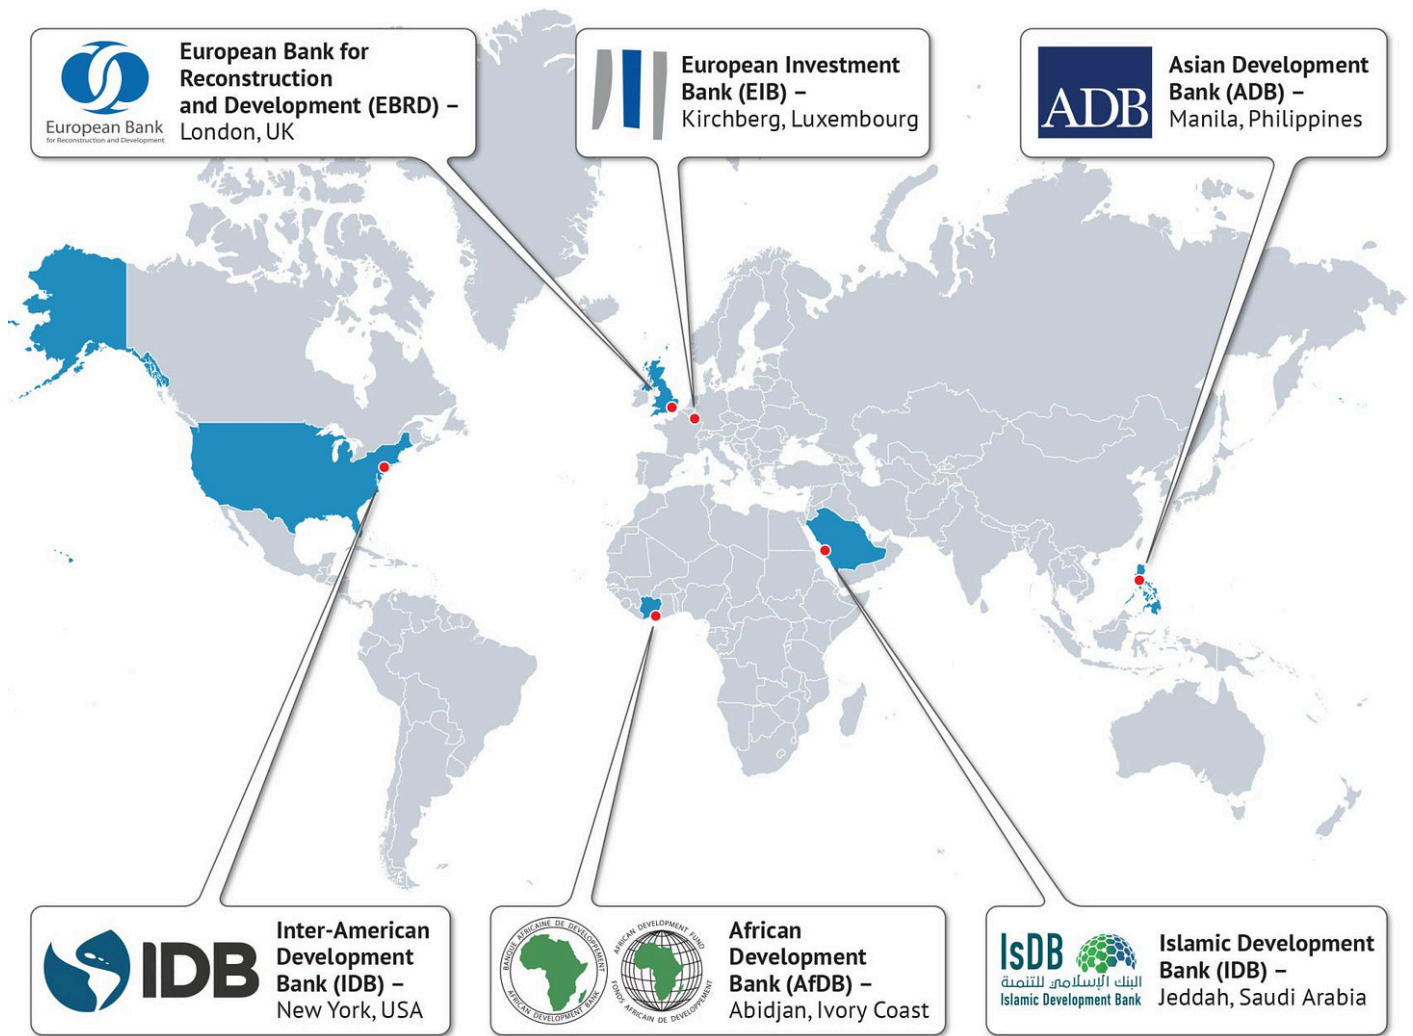 European Bank
for Reconstruction and Development
European Bank for
Reconstruction
and Development (EBRD) –
London, UK
European Investment
Bank (EIB) –
Kirchberg, Luxembourg
ADB
Asian Development
Bank (ADB) –
Manila, Philippines
IDB
Inter-American
Development
Bank (IDB) –
New York, USA
BANQUE AFRICAINE DE DEVELOPPEMENT
AFRICAN DEVELOPMENT BANK
AFRICAN DEVELOPMENT FUND
FONDS AFRICAIN DE DEVELOPPEMENT
African
Development
Bank (AfDB) –
Abidjan, Ivory Coast
IsDB
البنك الإسلامي للتنمية
Islamic Development Bank
Islamic Development
Bank (IDB) –
Jeddah, Saudi Arabia